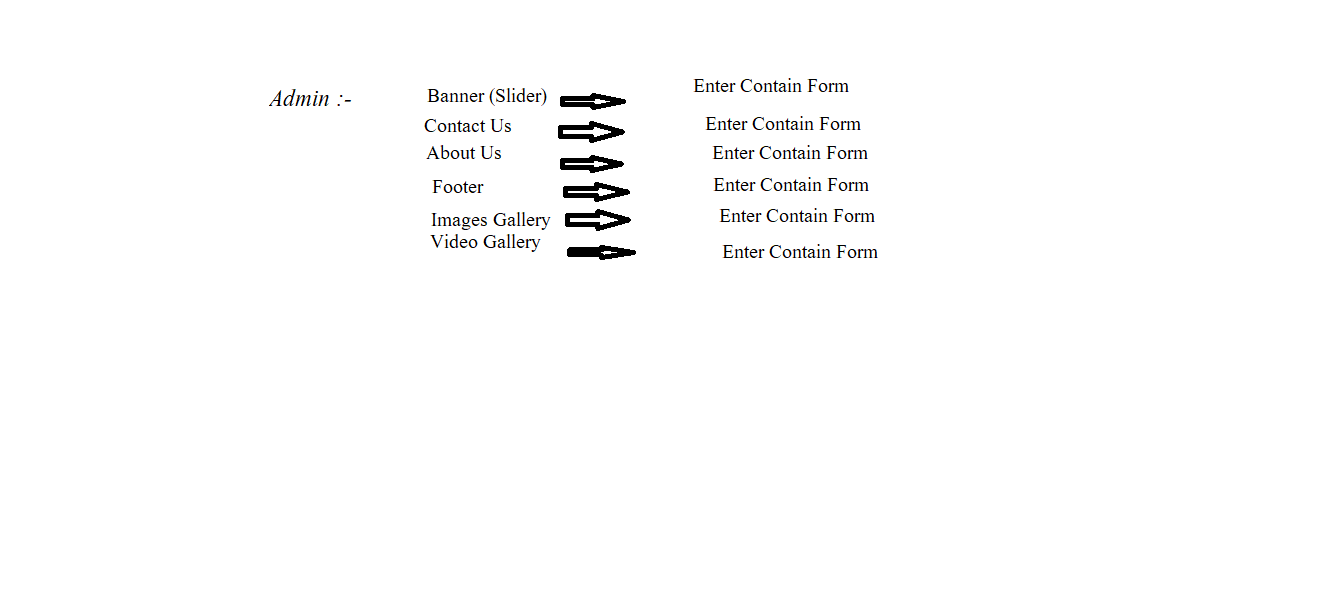 Admin :- Banner (Slider) Enter Contain Form
Contact Us Enter Contain Form
About Us Enter Contain Form
Footer Enter Contain Form
Images Gallery Enter Contain Form
Video Gallery Enter Contain Form